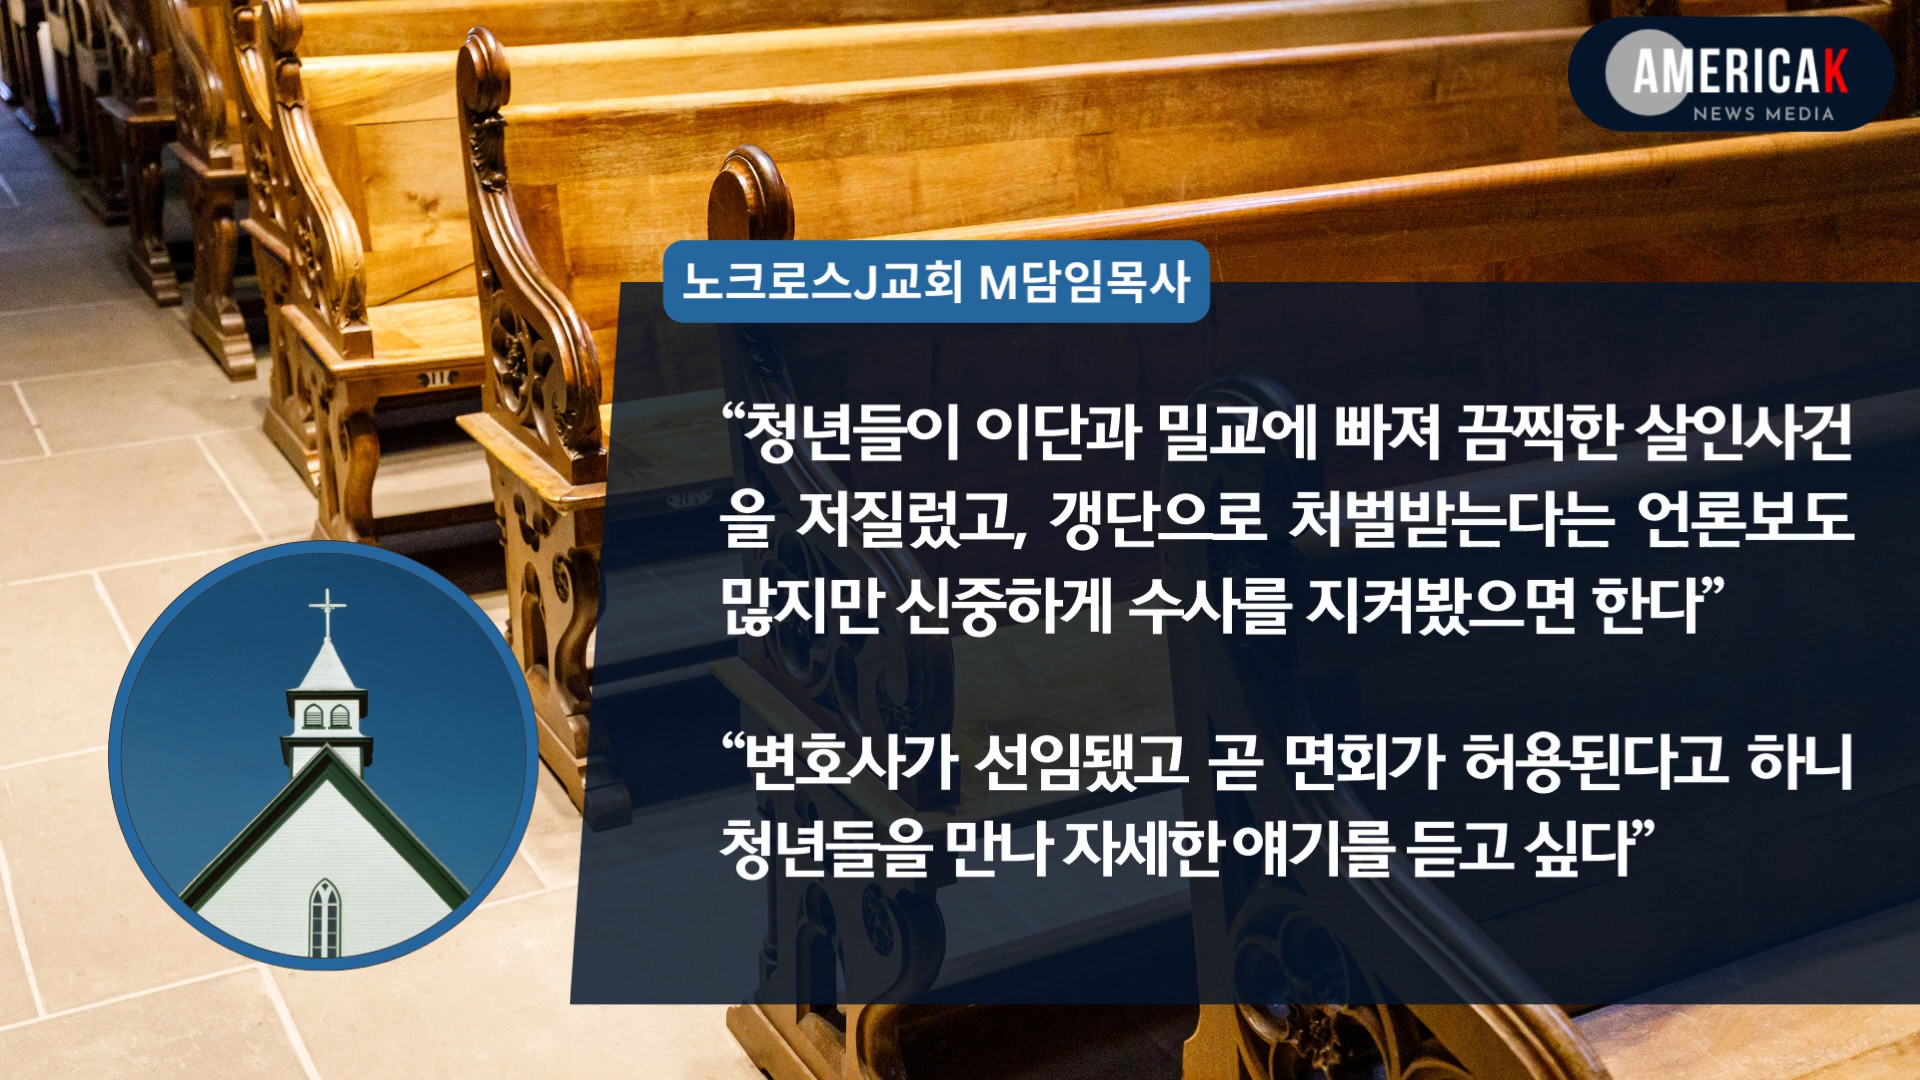 AMERICAK
NEWS MEDIA
노크로스J교회 M담임목사
“청년들이 이단과 밀교에 빠져 끔찍한 살인사건
을 저질렀고, 갱단으로 처벌받는다는 언론보도
많지만 신중하게 수사를 지켜봤으면 한다”
“변호사가 선임됐고 곧 면회가 허용된다고 하니
청년들을 만나 자세한 얘기를 듣고 싶다”